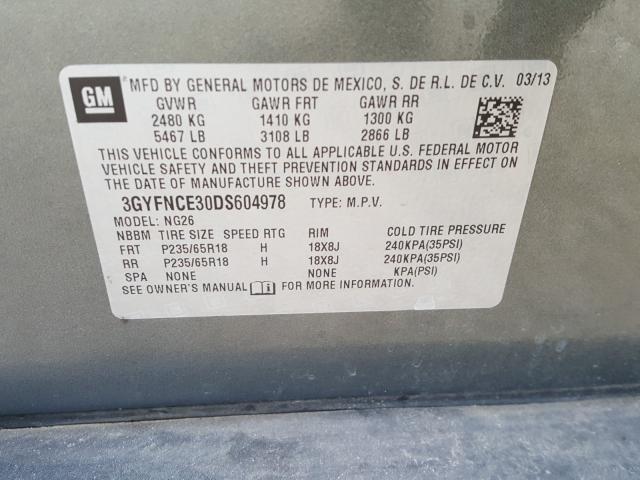 GM
MFD BY GENERAL MOTORS DE MEXICO, S. DE R.L. DE C.V. 03/13
GVWR GAWR FRT GAWR RR
2480 KG 1410 KG 1300 KG
5467 LB 3108 LB 2866 LB
THIS VEHICLE CONFORMS TO ALL APPLICABLE U.S. FEDERAL MOTOR
VEHICLE SAFETY AND THEFT PREVENTION STANDARDS IN EFFECT ON
THE DATE OF MANUFACTURE SHOWN ABOVE.
3GYFNCE30DS604978 TYPE: M.P.V.
MODEL: NG26
NBBM TIRE SIZE SPEED RTG RIM COLD TIRE PRESSURE
FRT P235/65R18 H 18X8J 240KPA(35PSI)
RR P235/65R18 H 18X8J 240KPA(35PSI)
SPA NONE NONE KPA(PSI)
SEE OWNER'S MANUAL FOR MORE INFORMATION.